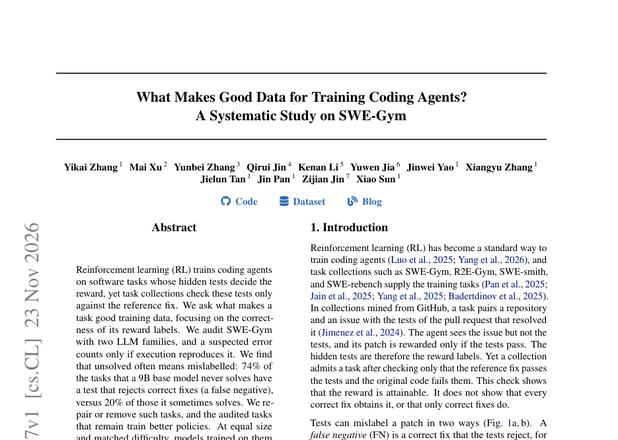 What Makes Good Data for Training Coding Agents?
A Systematic Study on SWE-Gym
Yikai Zhang 1 Mai Xu 2 Yunbei Zhang 3 Qirui Jin 4 Kenan Li 5 Yuwen Jia 6 Jinwei Yao 1 Xiangyu Zhang 1
Jielun Tan 1 Jin Pan 1 Zijian Jin 7 Xiao Sun 1
Code Dataset Blog
7v1 [cs.CL] 23 Nov 2026
Abstract
Reinforcement learning (RL) trains coding agents
on software tasks whose hidden tests decide the
reward, yet task collections check these tests only
against the reference fix. We ask what makes a
task good training data, focusing on the correct-
ness of its reward labels. We audit SWE-Gym
with two LLM families, and a suspected error
counts only if execution reproduces it. We find
that unsolved often means mislabelled: 74% of
the tasks that a 9B base model never solves have
a test that rejects correct fixes (a false negative),
versus 20% of those it sometimes solves. We re-
pair or remove such tasks, and the audited tasks
that remain train better policies. At equal size
and matched difficulty, models trained on them
1. Introduction
Reinforcement learning (RL) has become a standard way to
train coding agents (Luo et al., 2025; Yang et al., 2026), and
task collections such as SWE-Gym, R2E-Gym, SWE-smith,
and SWE-rebench supply the training tasks (Pan et al., 2025;
Jain et al., 2025; Yang et al., 2025; Badertdinov et al., 2025).
In collections mined from GitHub, a task pairs a repository
and an issue with the tests of the pull request that resolved
it (Jimenez et al., 2024). The agent sees the issue but not the
tests, and its patch is rewarded only if the tests pass. The
hidden tests are therefore the reward labels. Yet a collection
admits a task after checking only that the reference fix passes
the tests and the original code fails them. This check shows
that the reward is attainable. It does not show that every
correct fix obtains it, or that only correct fixes do.
Tests can mislabel a patch in two ways (Fig. 1a, b). A
false negative (FN) is a correct fix that the tests reject, for